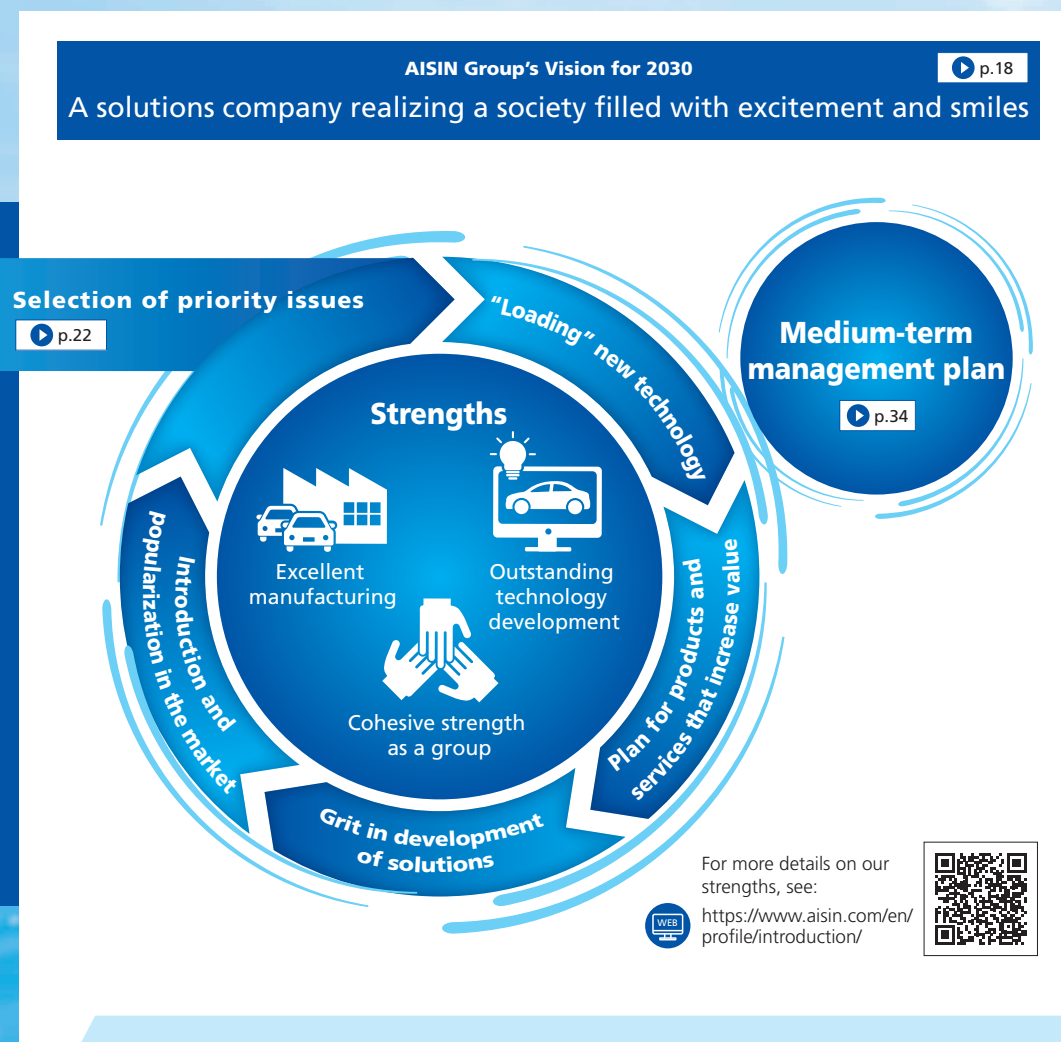 AISIN Group's Vision for 2030
p.18
A solutions company realizing a society filled with excitement and smiles
Selection of priority issues
p.22
"Loading" new technology
Medium-term
management plan
p.34
Strengths
Excellent
manufacturing
Outstanding
technology
development
Cohesive strength
as a group
Plan for products and
services that increase value
Grit in development
of solutions
Introduction and
popularization in the market
For more details on our
strengths, see:
WEB
https://www.aisin.com/en/
profile/introduction/